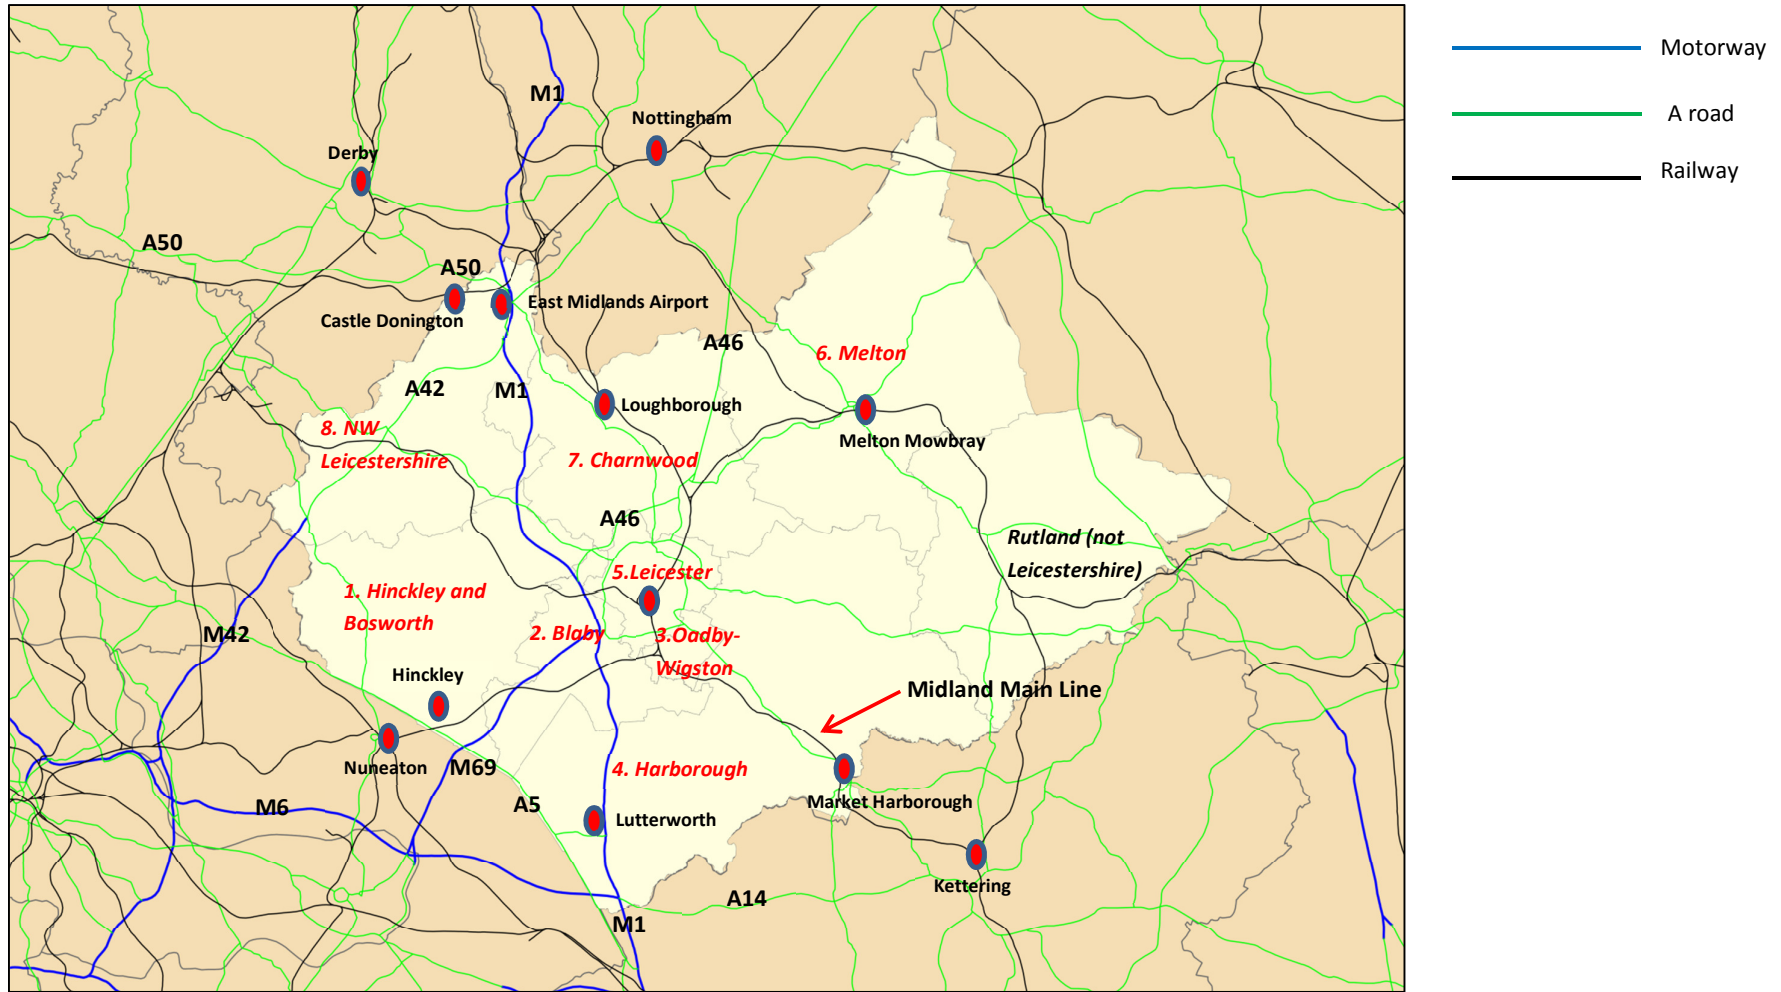 Motorway
M1
A road
Nottingham
Derby
Railway
A50
A50
East Midlands Airport
Castle Donington
A46
6. Melton
A42
M1
Loughborough
8. NW
Leicestershire
Melton Mowbray
7. Charnwood
A46
Rutland (not
Leicestershire)
5.Leicester
1. Hinckley and
Bosworth
M42
2. Blaby
3.Oadby-
Wigston
Hinckley
Midland Main Line
Nuneaton
M69
4. Harborough
M6
A5
Market Harborough
Lutterworth
Kettering
A14
M1